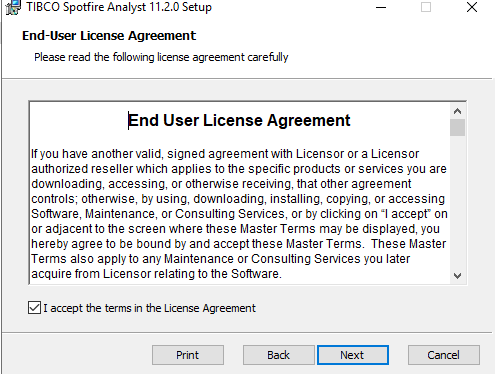 TIBCO Spotfire Analyst 11.2.0 Setup
End-User License Agreement
Please read the following license agreement carefully
End User License Agreement
If you have another valid, signed agreement with Licensor or a Licensor
authorized reseller which applies to the specific products or services you are
downloading, accessing, or otherwise receiving, that other agreement
controls; otherwise, by using, downloading, installing, copying, or accessing
Software, Maintenance, or Consulting Services, or by clicking on “I accept” on
or adjacent to the screen where these Master Terms may be displayed, you
hereby agree to be bound by and accept these Master Terms.  These Master
Terms also apply to any Maintenance or Consulting Services you later
acquire from Licensor relating to the Software.
I accept the terms in the License Agreement
Print Back Next Cancel